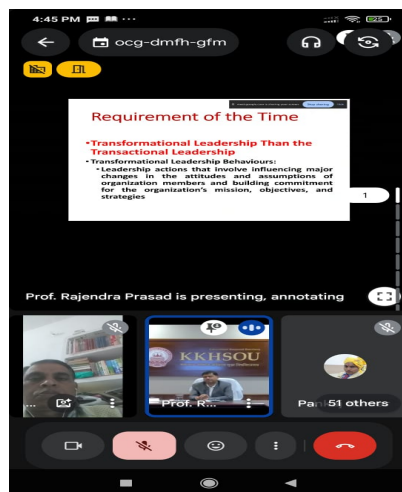 4:45 PM
ocg-dmfh-gfm
Requirement of the Time
•Transformational Leadership Than the
Transactional Leadership
• Transformational Leadership Behaviours:
• Leadership actions that involve influencing major
changes in the attitudes and assumptions of
organization members and building commitment
for the organization's mission, objectives, and
strategies
1
Prof. Rajendra Prasad is presenting, annotating
KKHSOU
...
Prof. R...
Pa
51 others